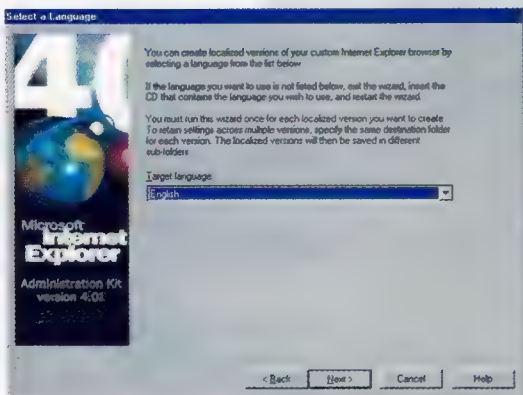 Select a Language
4.0
You can create localized versions of your custom Internet Explorer browser by
selecting a language from the list below
If the language you want to use is not listed below, exit the wizard, insert the
CD that contains the language you wish to use, and restart the wizard.
You must run this wizard once for each localized version you want to create
To retain settings across multiple versions, specify the same destination folder
for each version. The localized versions will then be saved in different
sub-folders
Target language
English
Microsoft
Internet
Explorer
Administration Kit
version 4.01
< Back
Next >
Cancel
Help